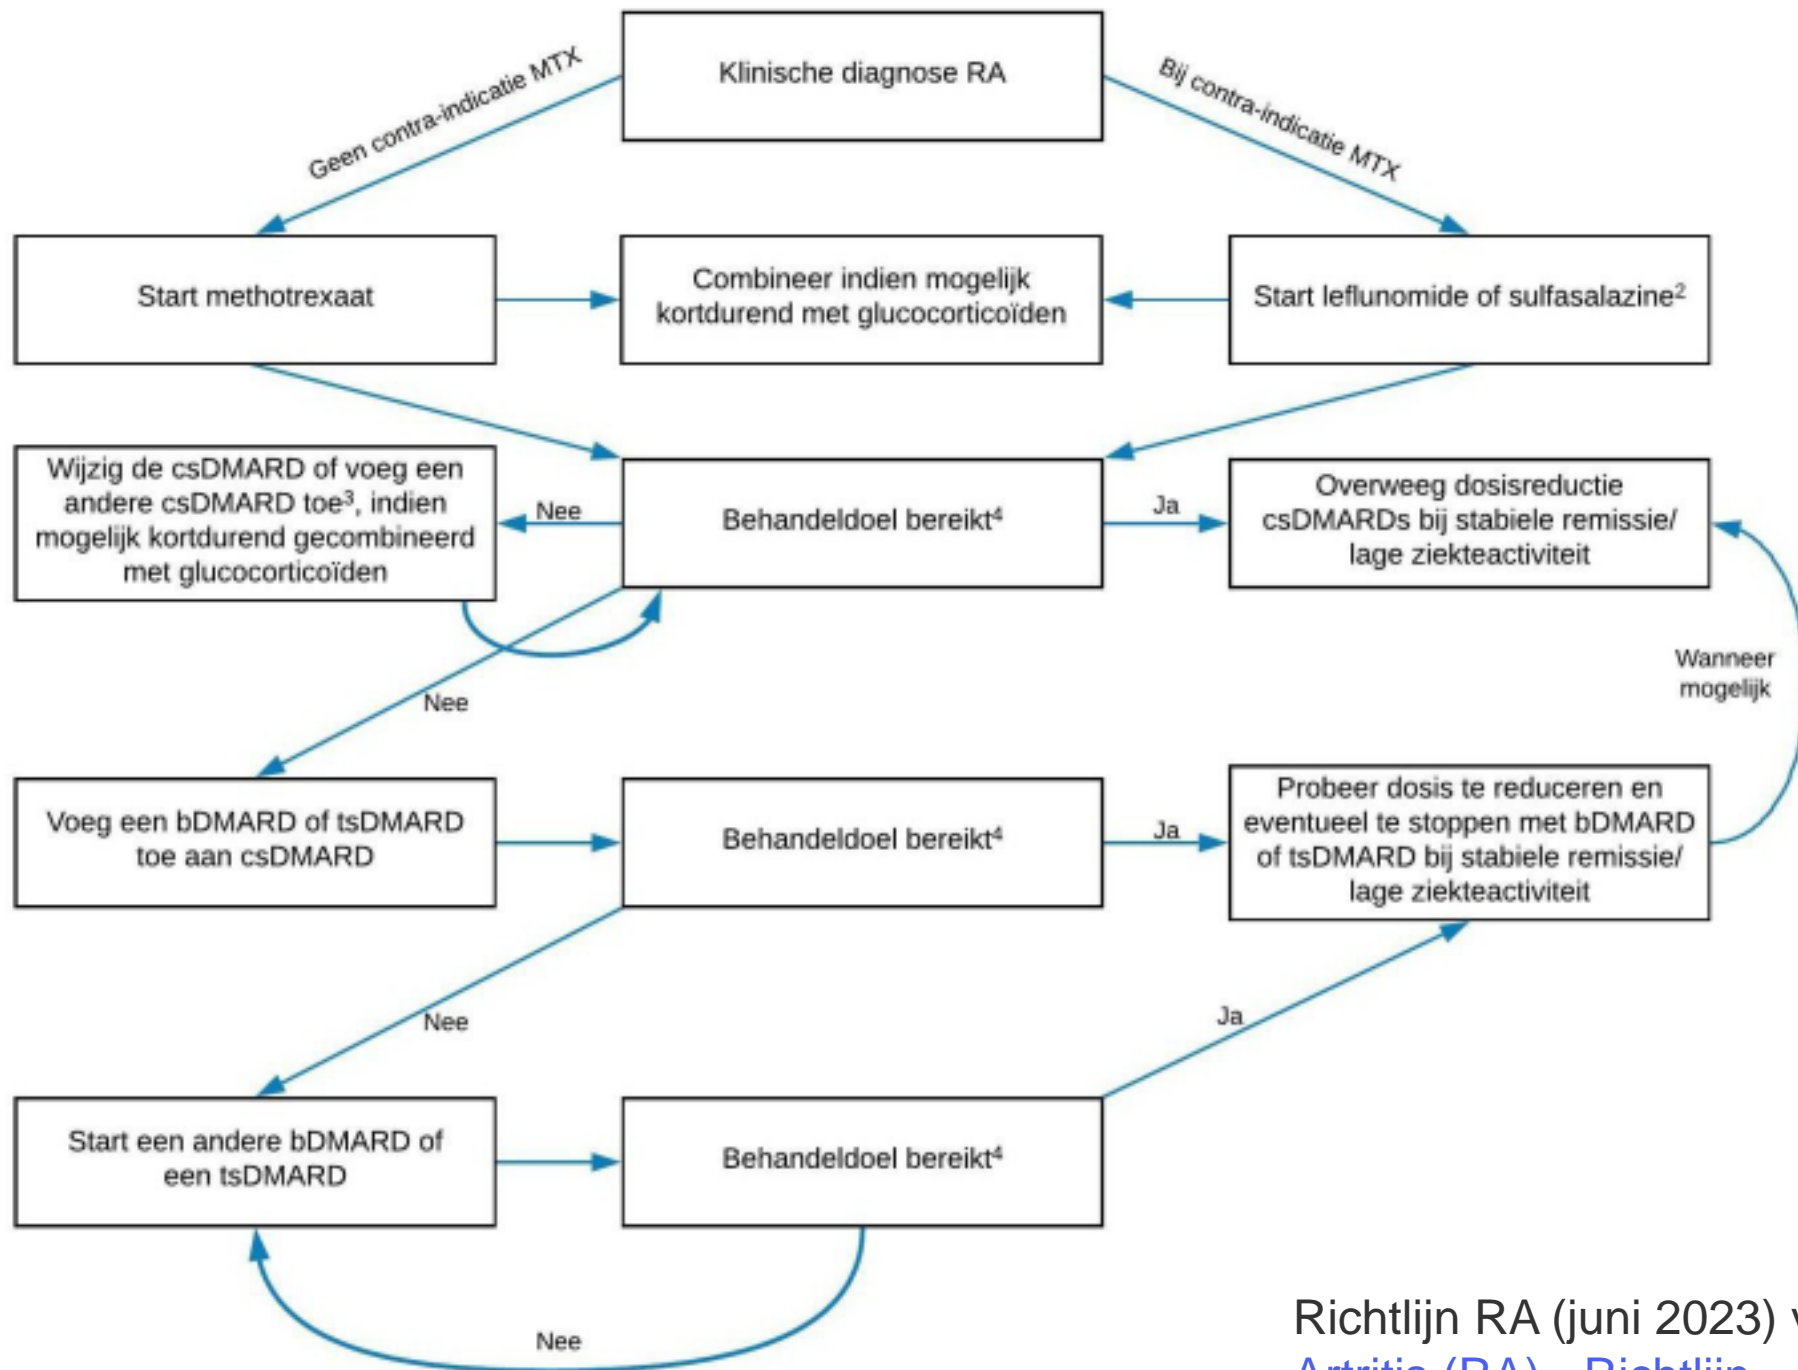 Klinische diagnose RA
Geen contra-indicatie MTX
Bij contra-indicatie MTX
Start methotrexaat
Combineer indien mogelijk
kortdurend met glucocorticoïden
Start leflunomide of sulfasalazine²
Wijzig de csDMARD of voeg een
andere csDMARD toe³, indien
mogelijk kortdurend gecombineerd
met glucocorticoïden
Nee
Behandeldoel bereikt⁴
Ja
Overweeg dosisreductie
csDMARDs bij stabiele remissie/
lage ziekteactiviteit
Nee
Wanneer
mogelijk
Voeg een bDMARD of tsDMARD
toe aan csDMARD
Behandeldoel bereikt⁴
Ja
Probeer dosis te reduceren en
eventueel te stoppen met bDMARD
of tsDMARD bij stabiele remissie/
lage ziekteactiviteit
Nee
Ja
Start een andere bDMARD of
een tsDMARD
Behandeldoel bereikt⁴
Nee
Richtlijn RA (juni 2023)
Artritis (RA) - Richtlijn